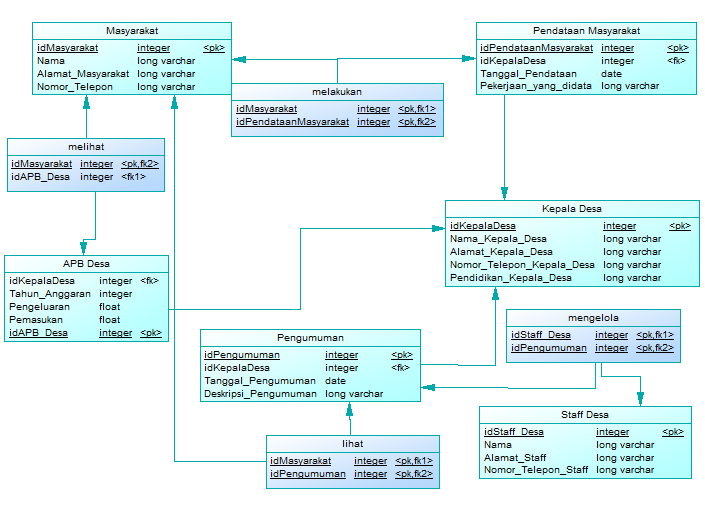 Masyarakat
idMasyarakat integer <pk>
Nama long varchar
Alamat_Masyarakat long varchar
Nomor_Telepon long varchar
Pendataan Masyarakat
idPendataanMasyarakat integer <pk>
idKepalaDesa integer <fk>
Tanggal_Pendataan date
Pekerjaan_yang_didata long varchar
melakukan
idMasyarakat integer <pk,fk1>
idPendataanMasyarakat integer <pk,fk2>
melihat
idMasyarakat integer <pk,fk2>
idAPB_Desa integer <fk1>
Kepala Desa
idKepalaDesa integer <pk>
Nama_Kepala_Desa long varchar
Alamat_Kepala_Desa long varchar
Nomor_Telepon_Kepala_Desa long varchar
Pendidikan_Kepala_Desa long varchar
APB Desa
idKepalaDesa integer <fk>
Tahun_Anggaran integer
Pengeluaran float
Pemasukan float
idAPB_Desa integer <pk>
mengelola
idStaff_Desa integer <pk,fk1>
idPengumuman integer <pk,fk2>
Pengumuman
idPengumuman integer <pk>
idKepalaDesa integer <fk>
Tanggal_Pengumuman date
Deskripsi_Pengumuman long varchar
Staff Desa
idStaff_Desa integer <pk>
Nama long varchar
Alamat_Staff long varchar
Nomor_Telepon_Staff long varchar
lihat
idMasyarakat integer <pk,fk1>
idPengumuman integer <pk,fk2>